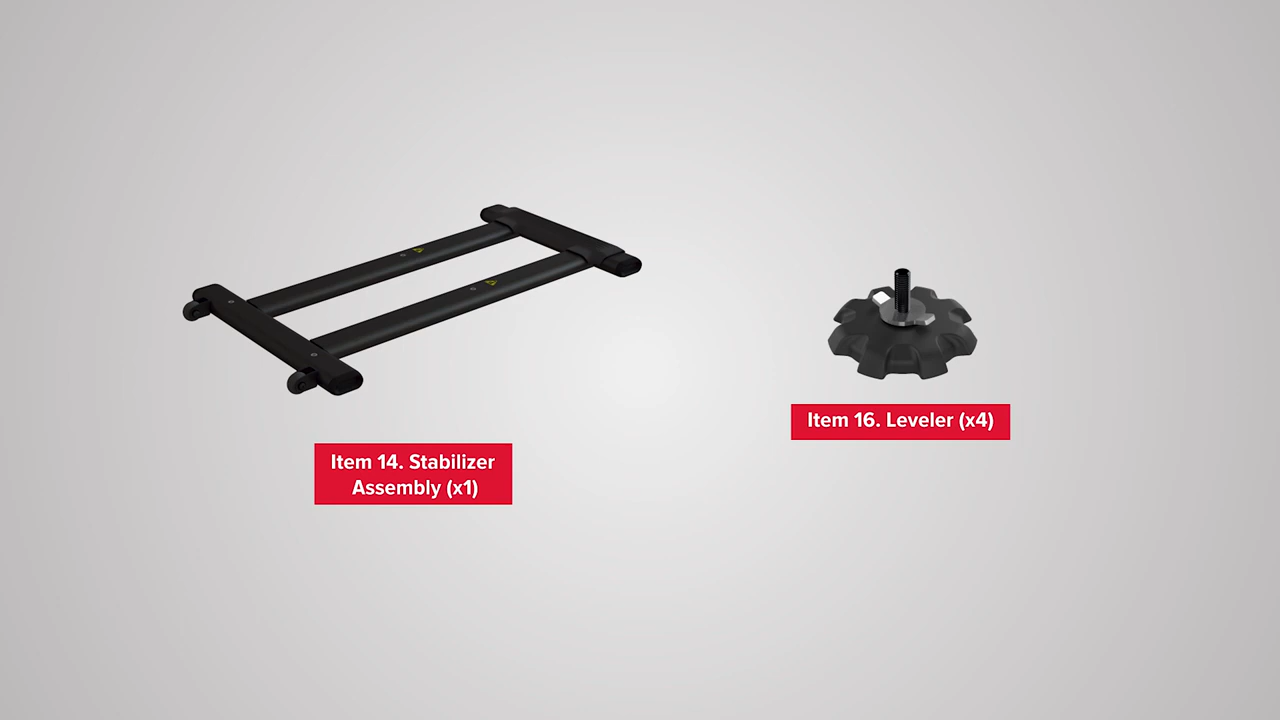 Item 14. Stabilizer
Assembly (x1)
Item 16. Leveler (x4)